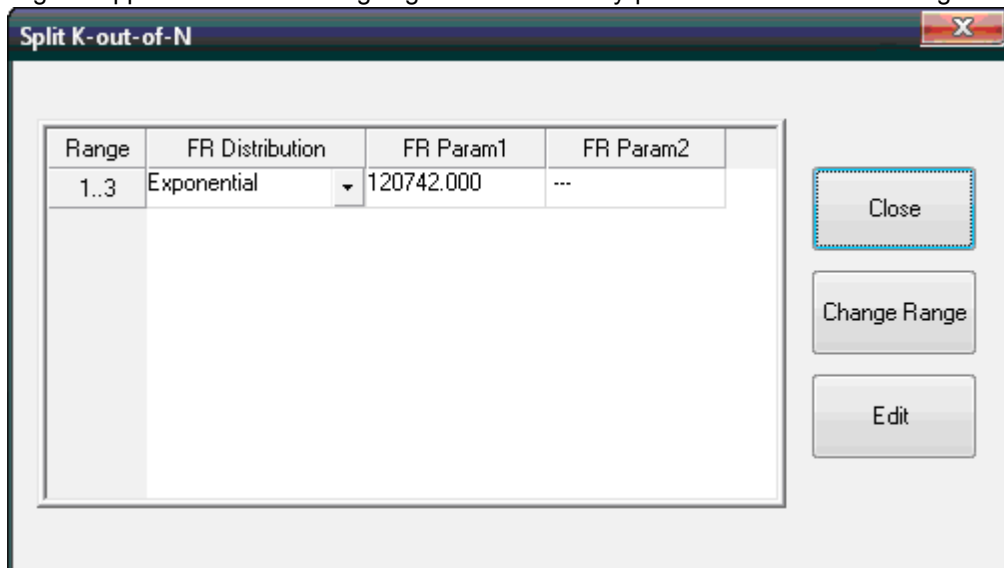 Split K-out-of-N
Range FR Distribution FR Param1 FR Param2
1..3 Exponential 120742.000 ---
Close
Change Range
Edit